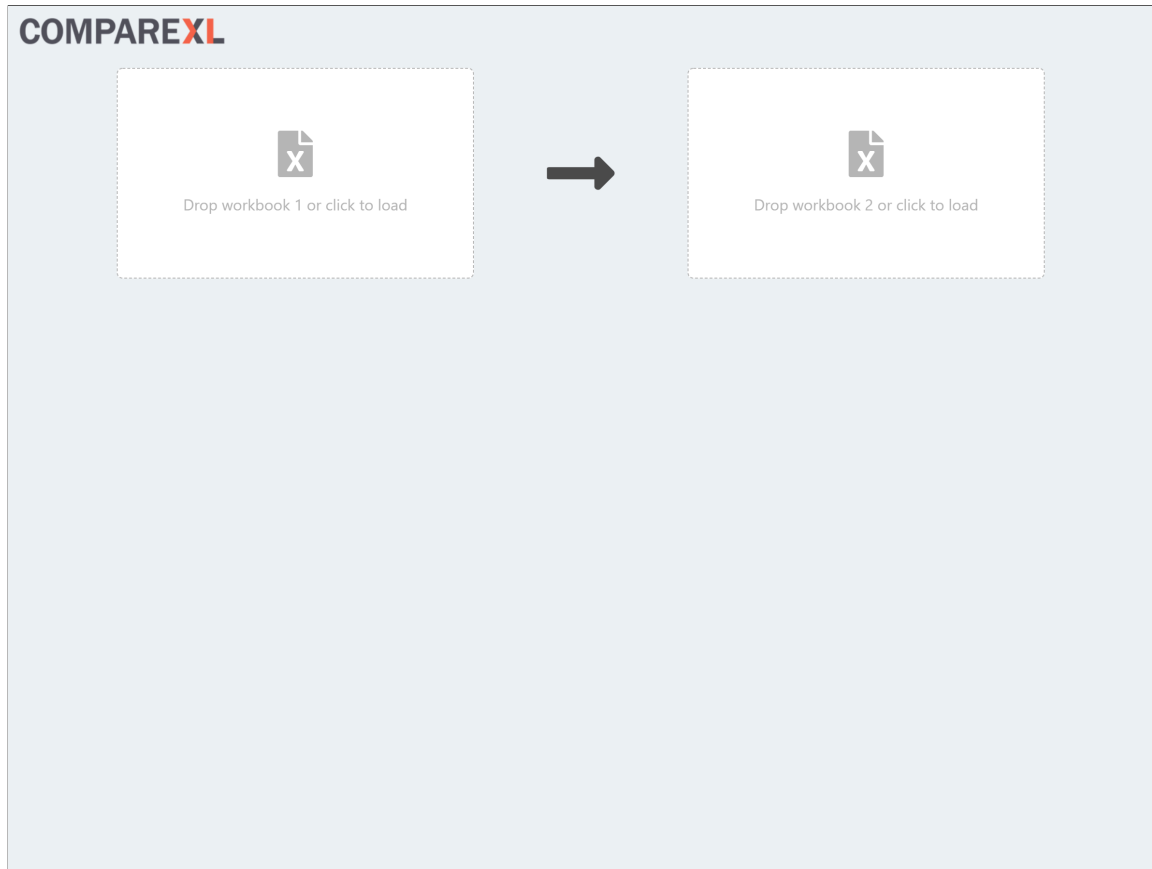 COMPAREXL
X
Drop workbook 1 or click to load
X
Drop workbook 2 or click to load